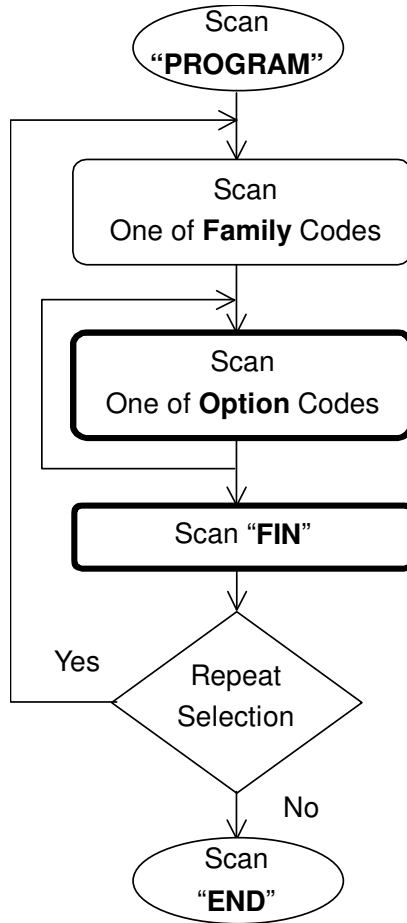 Scan
“PROGRAM”
Scan
One of Family Codes
Scan
One of Option Codes
Scan “FIN”
Yes
Repeat
Selection
No
Scan
“END”